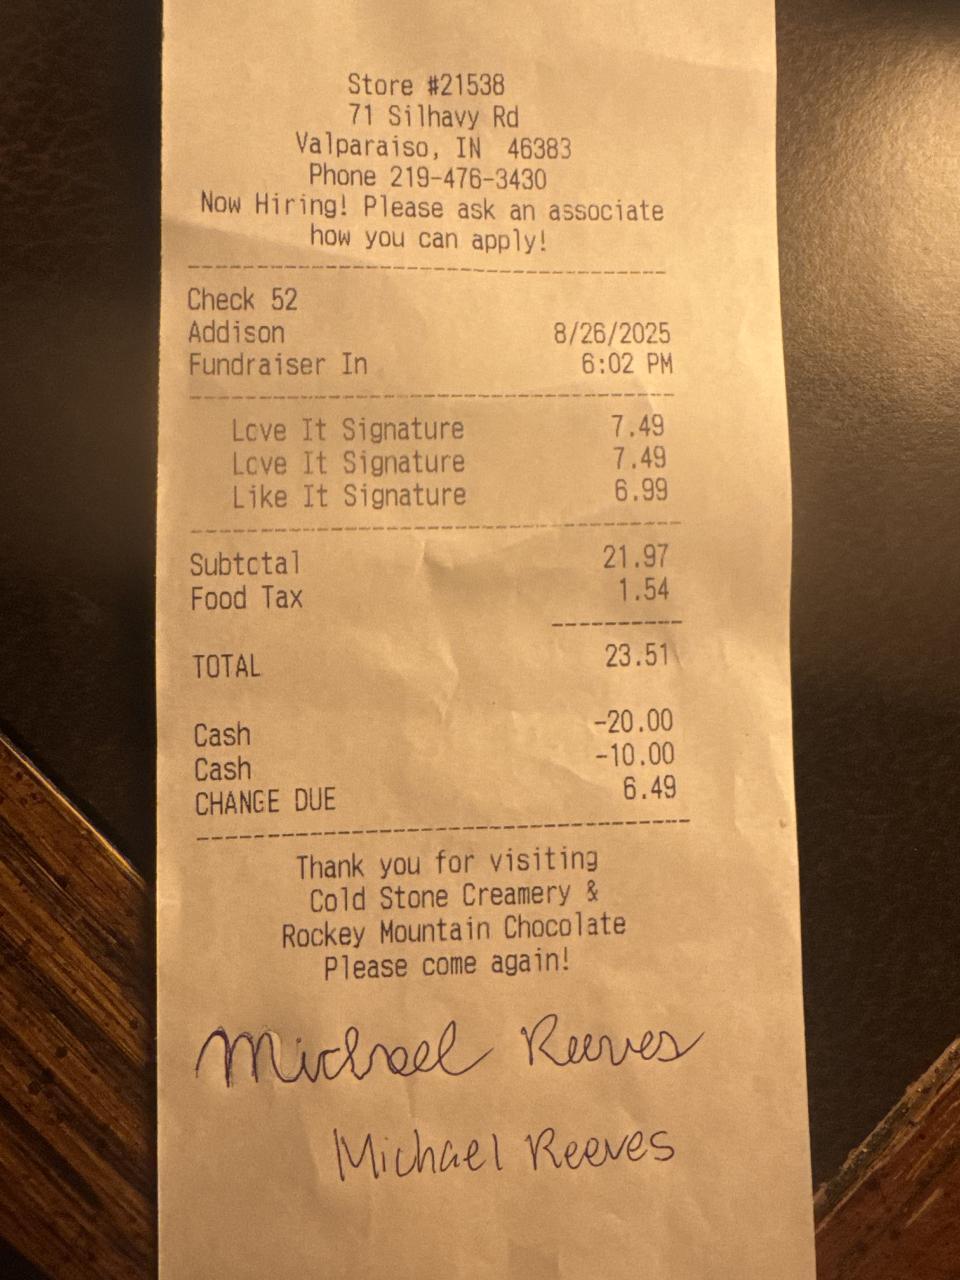 Store #21538
71 Silhavy Rd
Valparaiso, IN 46383
Phone 219-476-3430
Now Hiring! Please ask an associate
how you can apply!
Check 52
Addison 8/26/2025
Fundraiser In 6:02 PM
Love It Signature 7.49
Love It Signature 7.49
Like It Signature 6.99
Subtotal 21.97
Food Tax 1.54
TOTAL 23.51
Cash -20.00
Cash -10.00
CHANGE DUE 6.49
Thank you for visiting
Cold Stone Creamery &
Rockey Mountain Chocolate
Please come again!
Michael Reeves
Michael Reeves